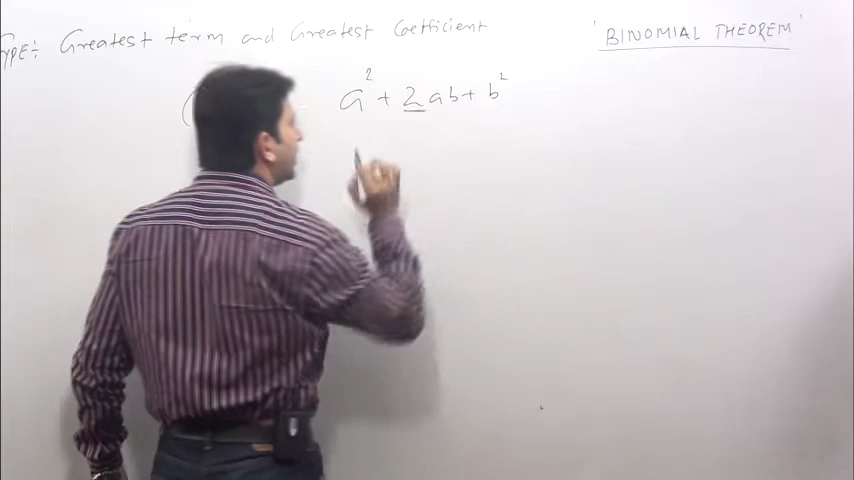 TYPE:- Greatest term and Greatest Coefficient
'BINOMIAL THEOREM'
( a² + 2ab + b²